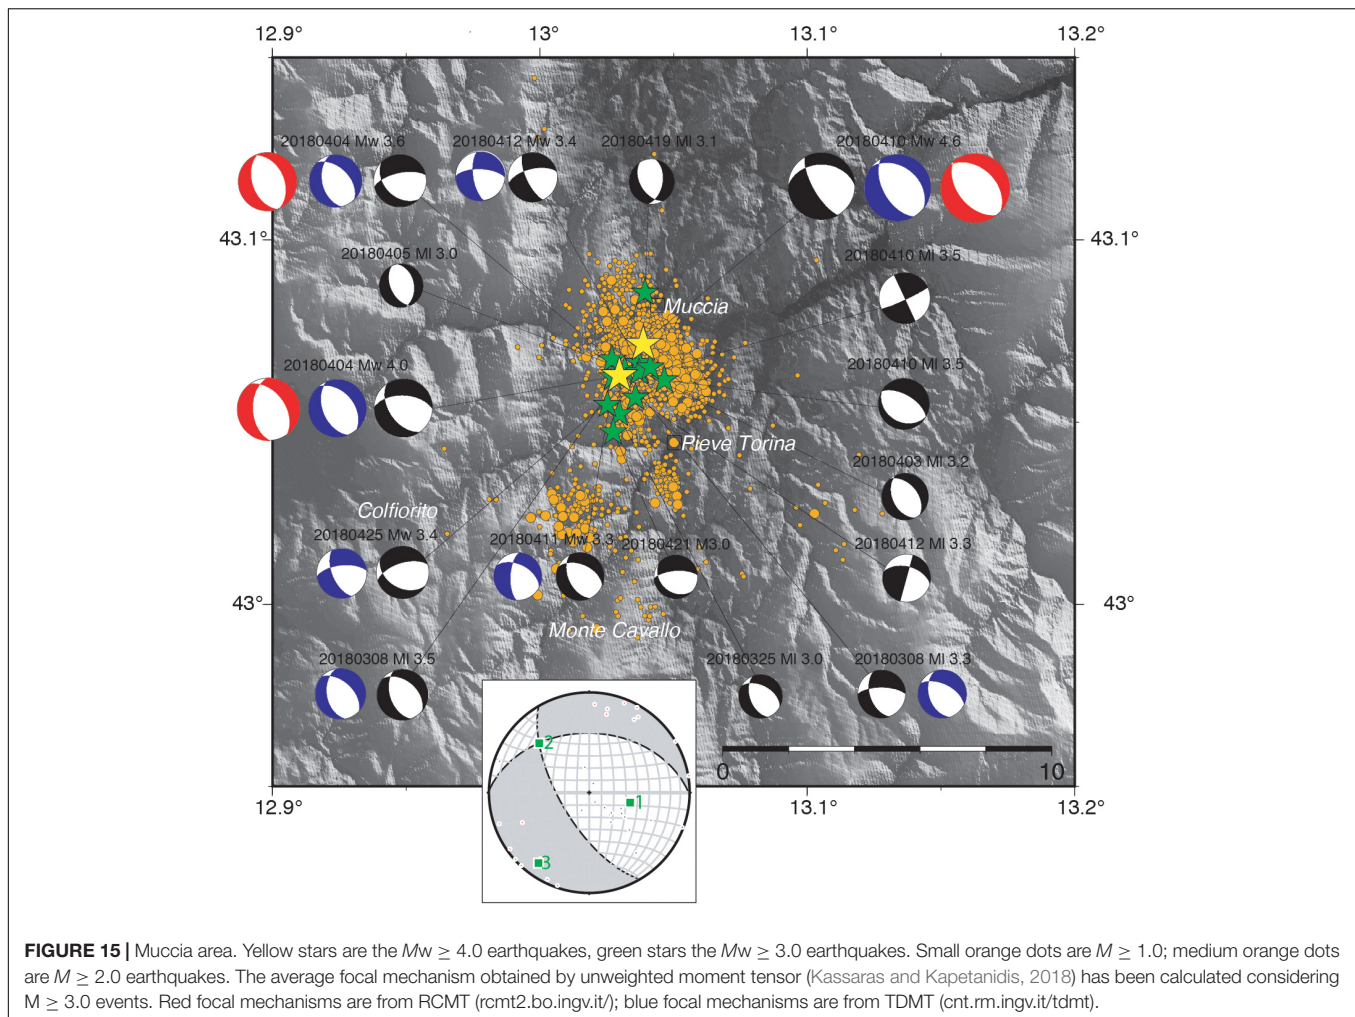 12.9° 13° 13.1° 13.2°
20180404 Mw 3.6 20180412 Mw 3.4 20180419 Ml 3.1 20180410 Mw 4.6
43.1° 43.1°
20180405 Ml 3.0 20180410 Ml 3.5
Muccia
20180404 Mw 4.0 20180410 Ml 3.5
Pieve Torina
20180403 Ml 3.2
Colfiorito
20180425 Mw 3.4 20180411 Mw 3.3 20180421 M3.0 20180412 Ml 3.3
43° 43°
Monte Cavallo
20180308 Ml 3.5 20180325 Ml 3.0 20180308 Ml 3.3
2
1
3
0 10
12.9° 13.1° 13.2°
FIGURE 15 | Muccia area. Yellow stars are the Mw ≥ 4.0 earthquakes, green stars the Mw ≥ 3.0 earthquakes. Small orange dots are M ≥ 1.0; medium orange dots
are M ≥ 2.0 earthquakes. The average focal mechanism obtained by unweighted moment tensor (Kassaras and Kapetanidis, 2018) has been calculated considering
M ≥ 3.0 events. Red focal mechanisms are from RCMT (rcmt2.bo.ingv.it/); blue focal mechanisms are from TDMT (cnt.rm.ingv.it/tdmt).